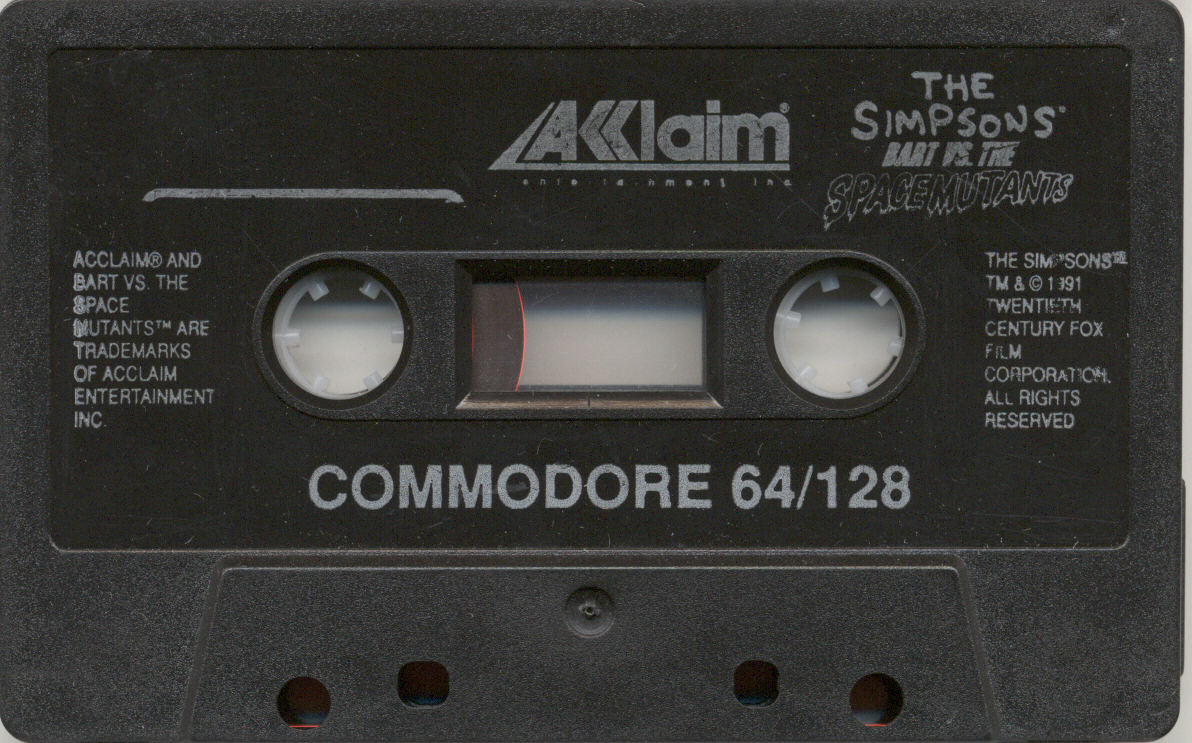 Acclaim®
entertainment inc.
THE
SIMPSONS™
BART VS. THE
SPACE MUTANTS
ACCLAIM® AND
BART VS. THE
SPACE
MUTANTS™ ARE
TRADEMARKS
OF ACCLAIM
ENTERTAINMENT
INC.
THE SIMPSONS™
TM & © 1991
TWENTIETH
CENTURY FOX
FILM
CORPORATION.
ALL RIGHTS
RESERVED
COMMODORE 64/128